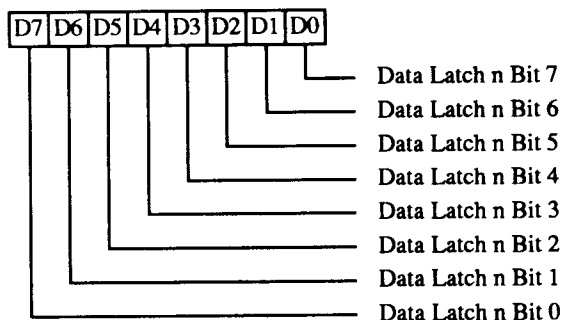 D7 D6 D5 D4 D3 D2 D1 D0
Data Latch n Bit 7
Data Latch n Bit 6
Data Latch n Bit 5
Data Latch n Bit 4
Data Latch n Bit 3
Data Latch n Bit 2
Data Latch n Bit 1
Data Latch n Bit 0